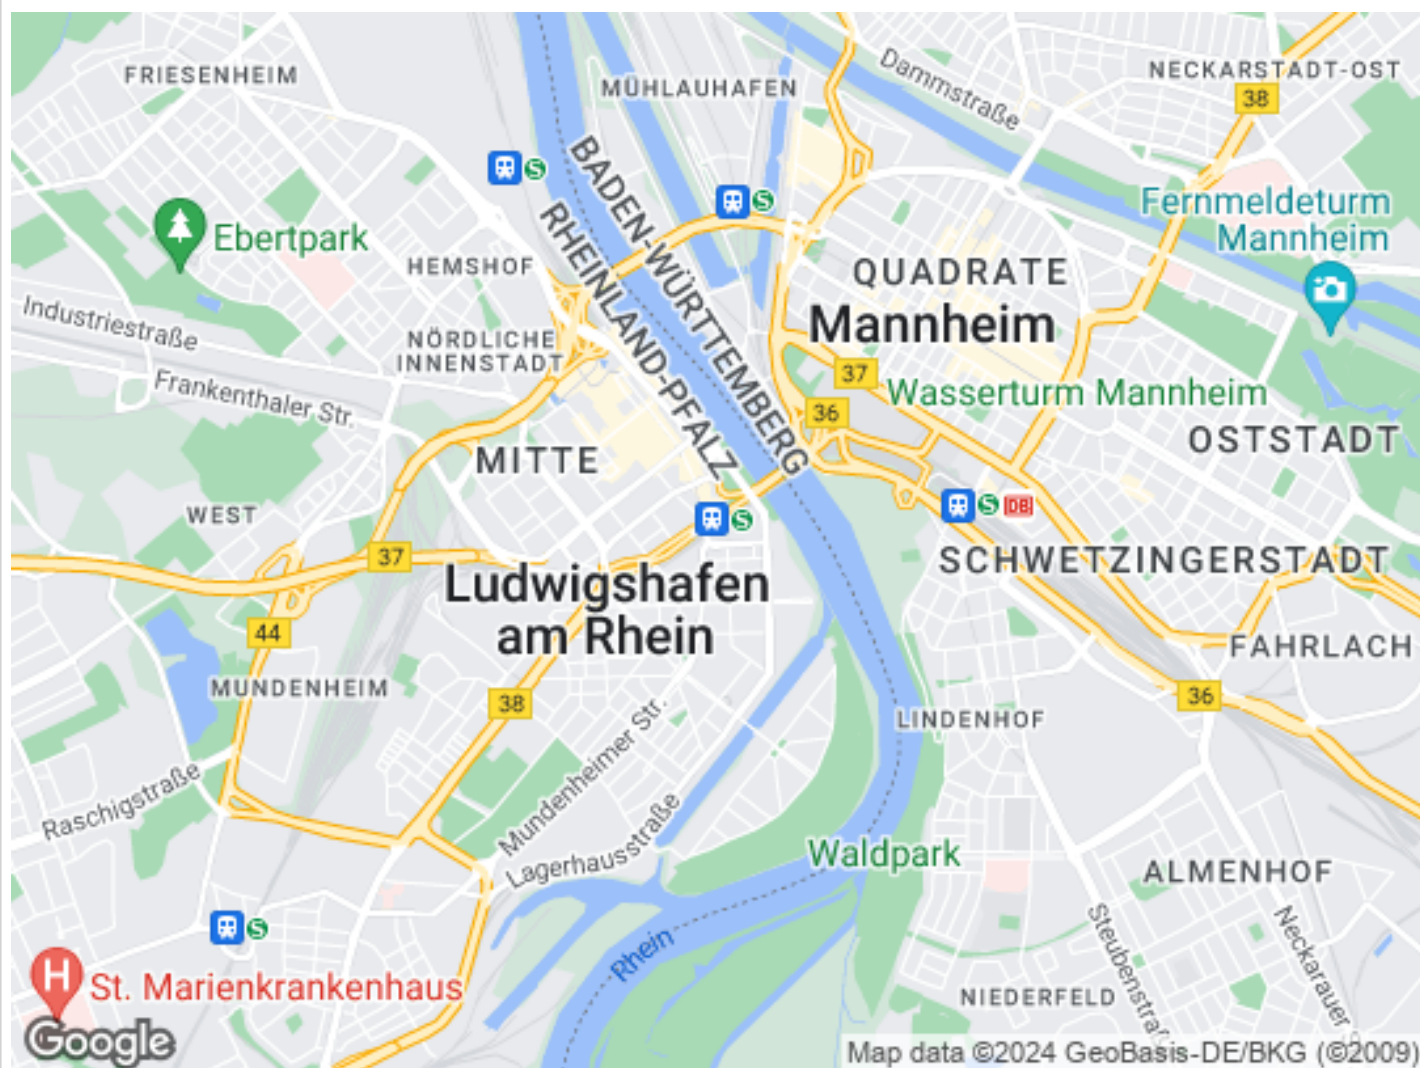 FRIESENHEIM
MÜHLAUHAFEN
Dammstraße
NECKARSTADT-OST
38
S
BADEN-WÜRTTEMBERG
S
Fernmeldeturm
Mannheim
Ebertpark
RHEINLAND-PFALZ
HEMSHOF
QUADRATE
Mannheim
Industriestraße
NÖRDLICHE
INNENSTADT
37
Wasserturm Mannheim
Frankenthaler Str.
36
OSTSTADT
MITTE
WEST
S
S DB
37
SCHWETZINGERSTADT
Ludwigshafen
am Rhein
44
FAHRLACH
MUNDENHEIM
38
36
LINDENHOF
Mundenheimer Str.
Raschigstraße
Lagerhausstraße
Waldpark
ALMENHOF
S
Rhein
Steubenstraß
Neckarauer S
H
St. Marienkrankenhaus
NIEDERFELD
Google
Map data ©2024 GeoBasis-DE/BKG (©2009)